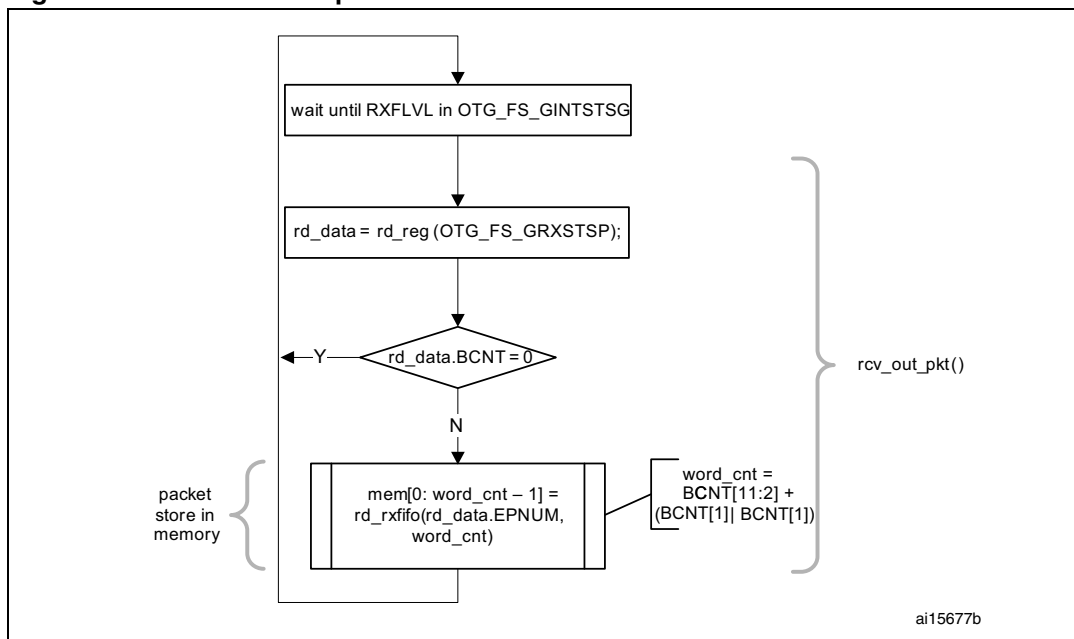 wait until RXFLVL in OTG_FS_GINTSTSG
rd_data = rd_reg (OTG_FS_GRXSTSP);
Y
rd_data.BCNT = 0
rcv_out_pkt()
N
packet
store in
memory
mem[0: word_cnt – 1] =
rd_rxfifo(rd_data.EPNUM,
word_cnt)
word_cnt =
BCNT[11:2] +
(BCNT[1] | BCNT[1])
ai15677b